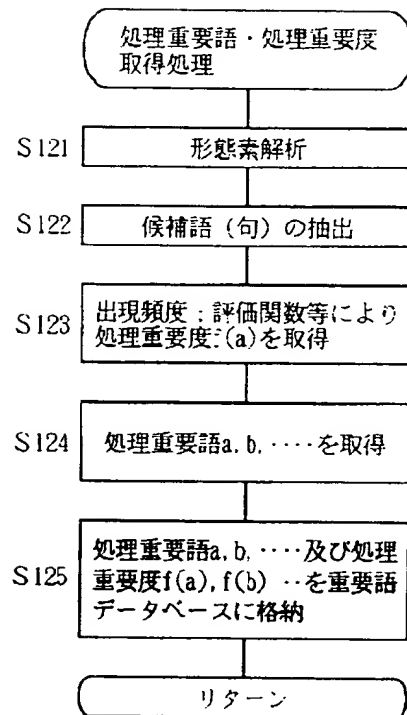 処理重要語・処理重要度
取得処理
S121
形態素解析
S122
候補語(句)の抽出
S123
出現頻度:評価関数等により
処理重要度f(a)を取得
S124
処理重要語a, b, ‥‥を取得
S125
処理重要語a, b, ‥‥及び処理
重要度f(a), f(b) ‥を重要語
データベースに格納
リターン